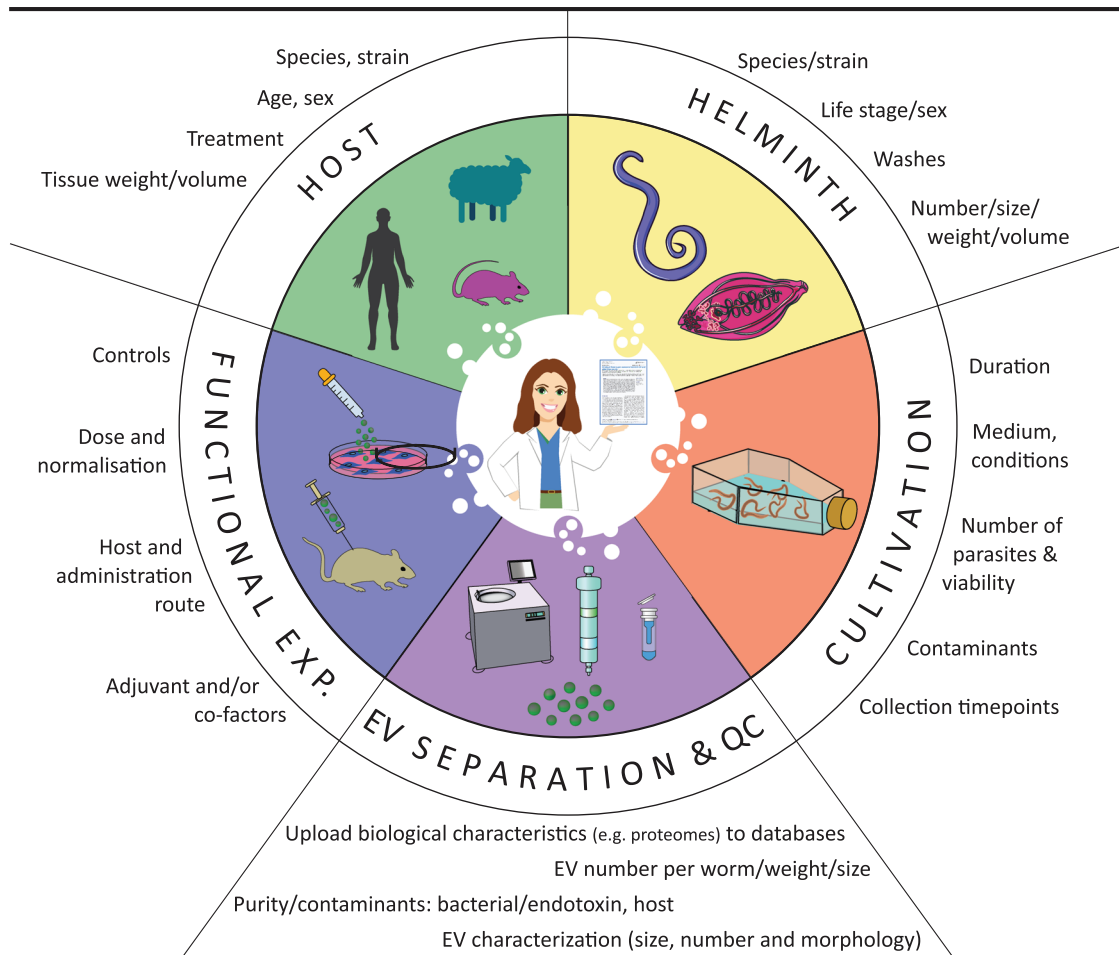 HOST
Species, strain
Age, sex
Treatment
Tissue weight/volume
HELMINTH
Species/strain
Life stage/sex
Washes
Number/size/
weight/volume
CULTIVATION
Duration
Medium,
conditions
Number of
parasites &
viability
Contaminants
Collection timepoints
EV SEPARATION & QC
Upload biological characteristics (e.g. proteomes) to databases
EV number per worm/weight/size
Purity/contaminants: bacterial/endotoxin, host
EV characterization (size, number and morphology)
FUNCTIONAL EXP.
Controls
Dose and
normalisation
Host and
administration
route
Adjuvant and/or
co-factors